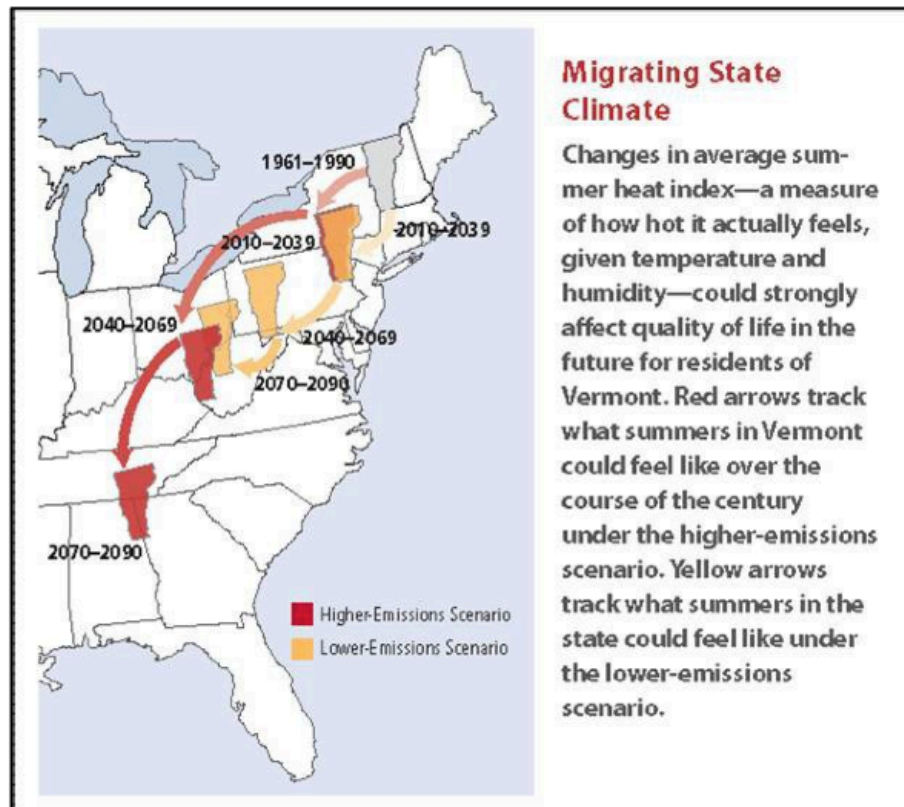 Migrating State
Climate
Changes in average sum-
mer heat index—a measure
of how hot it actually feels,
given temperature and
humidity—could strongly
affect quality of life in the
future for residents of
Vermont. Red arrows track
what summers in Vermont
could feel like over the
course of the century
under the higher-emissions
scenario. Yellow arrows
track what summers in the
state could feel like under
the lower-emissions
scenario.
1961–1990
2010–2039
2010–2039
2040–2069
2040–2069
2070–2090
2070–2090
Higher-Emissions Scenario
Lower-Emissions Scenario